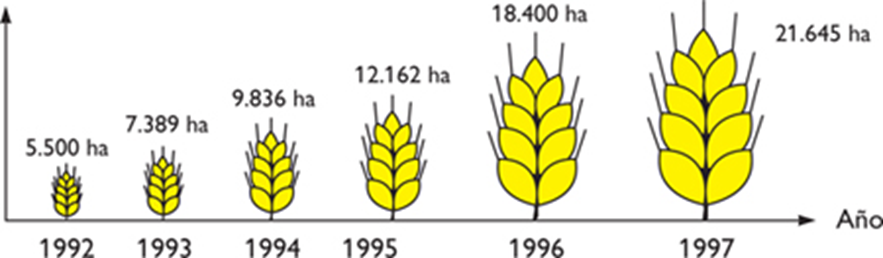 5.500 ha
7.389 ha
9.836 ha
12.162 ha
18.400 ha
21.645 ha
Año
1992 1993 1994 1995 1996 1997